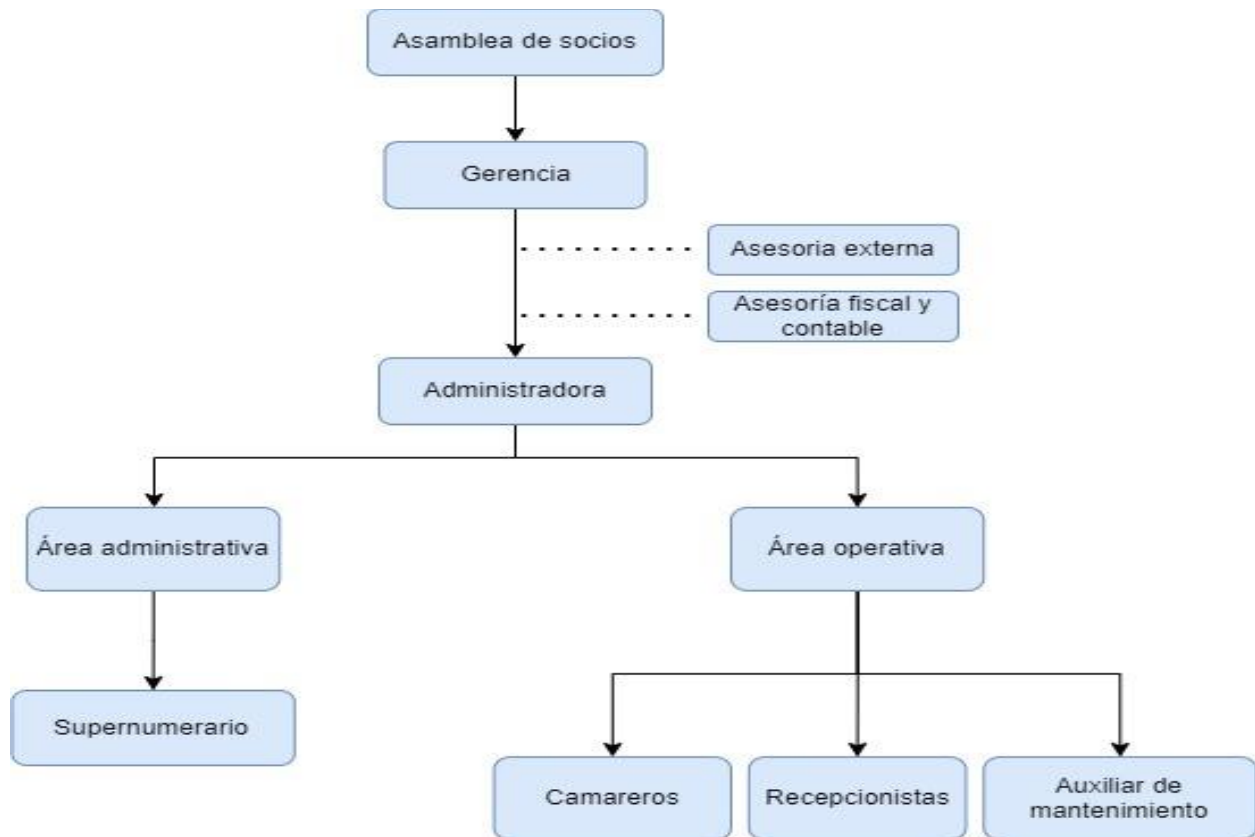 Asamblea de socios
Gerencia
Asesoria externa
Asesoría fiscal y
contable
Administradora
Área administrativa
Área operativa
Supernumerario
Camareros
Recepcionistas
Auxiliar de
mantenimiento